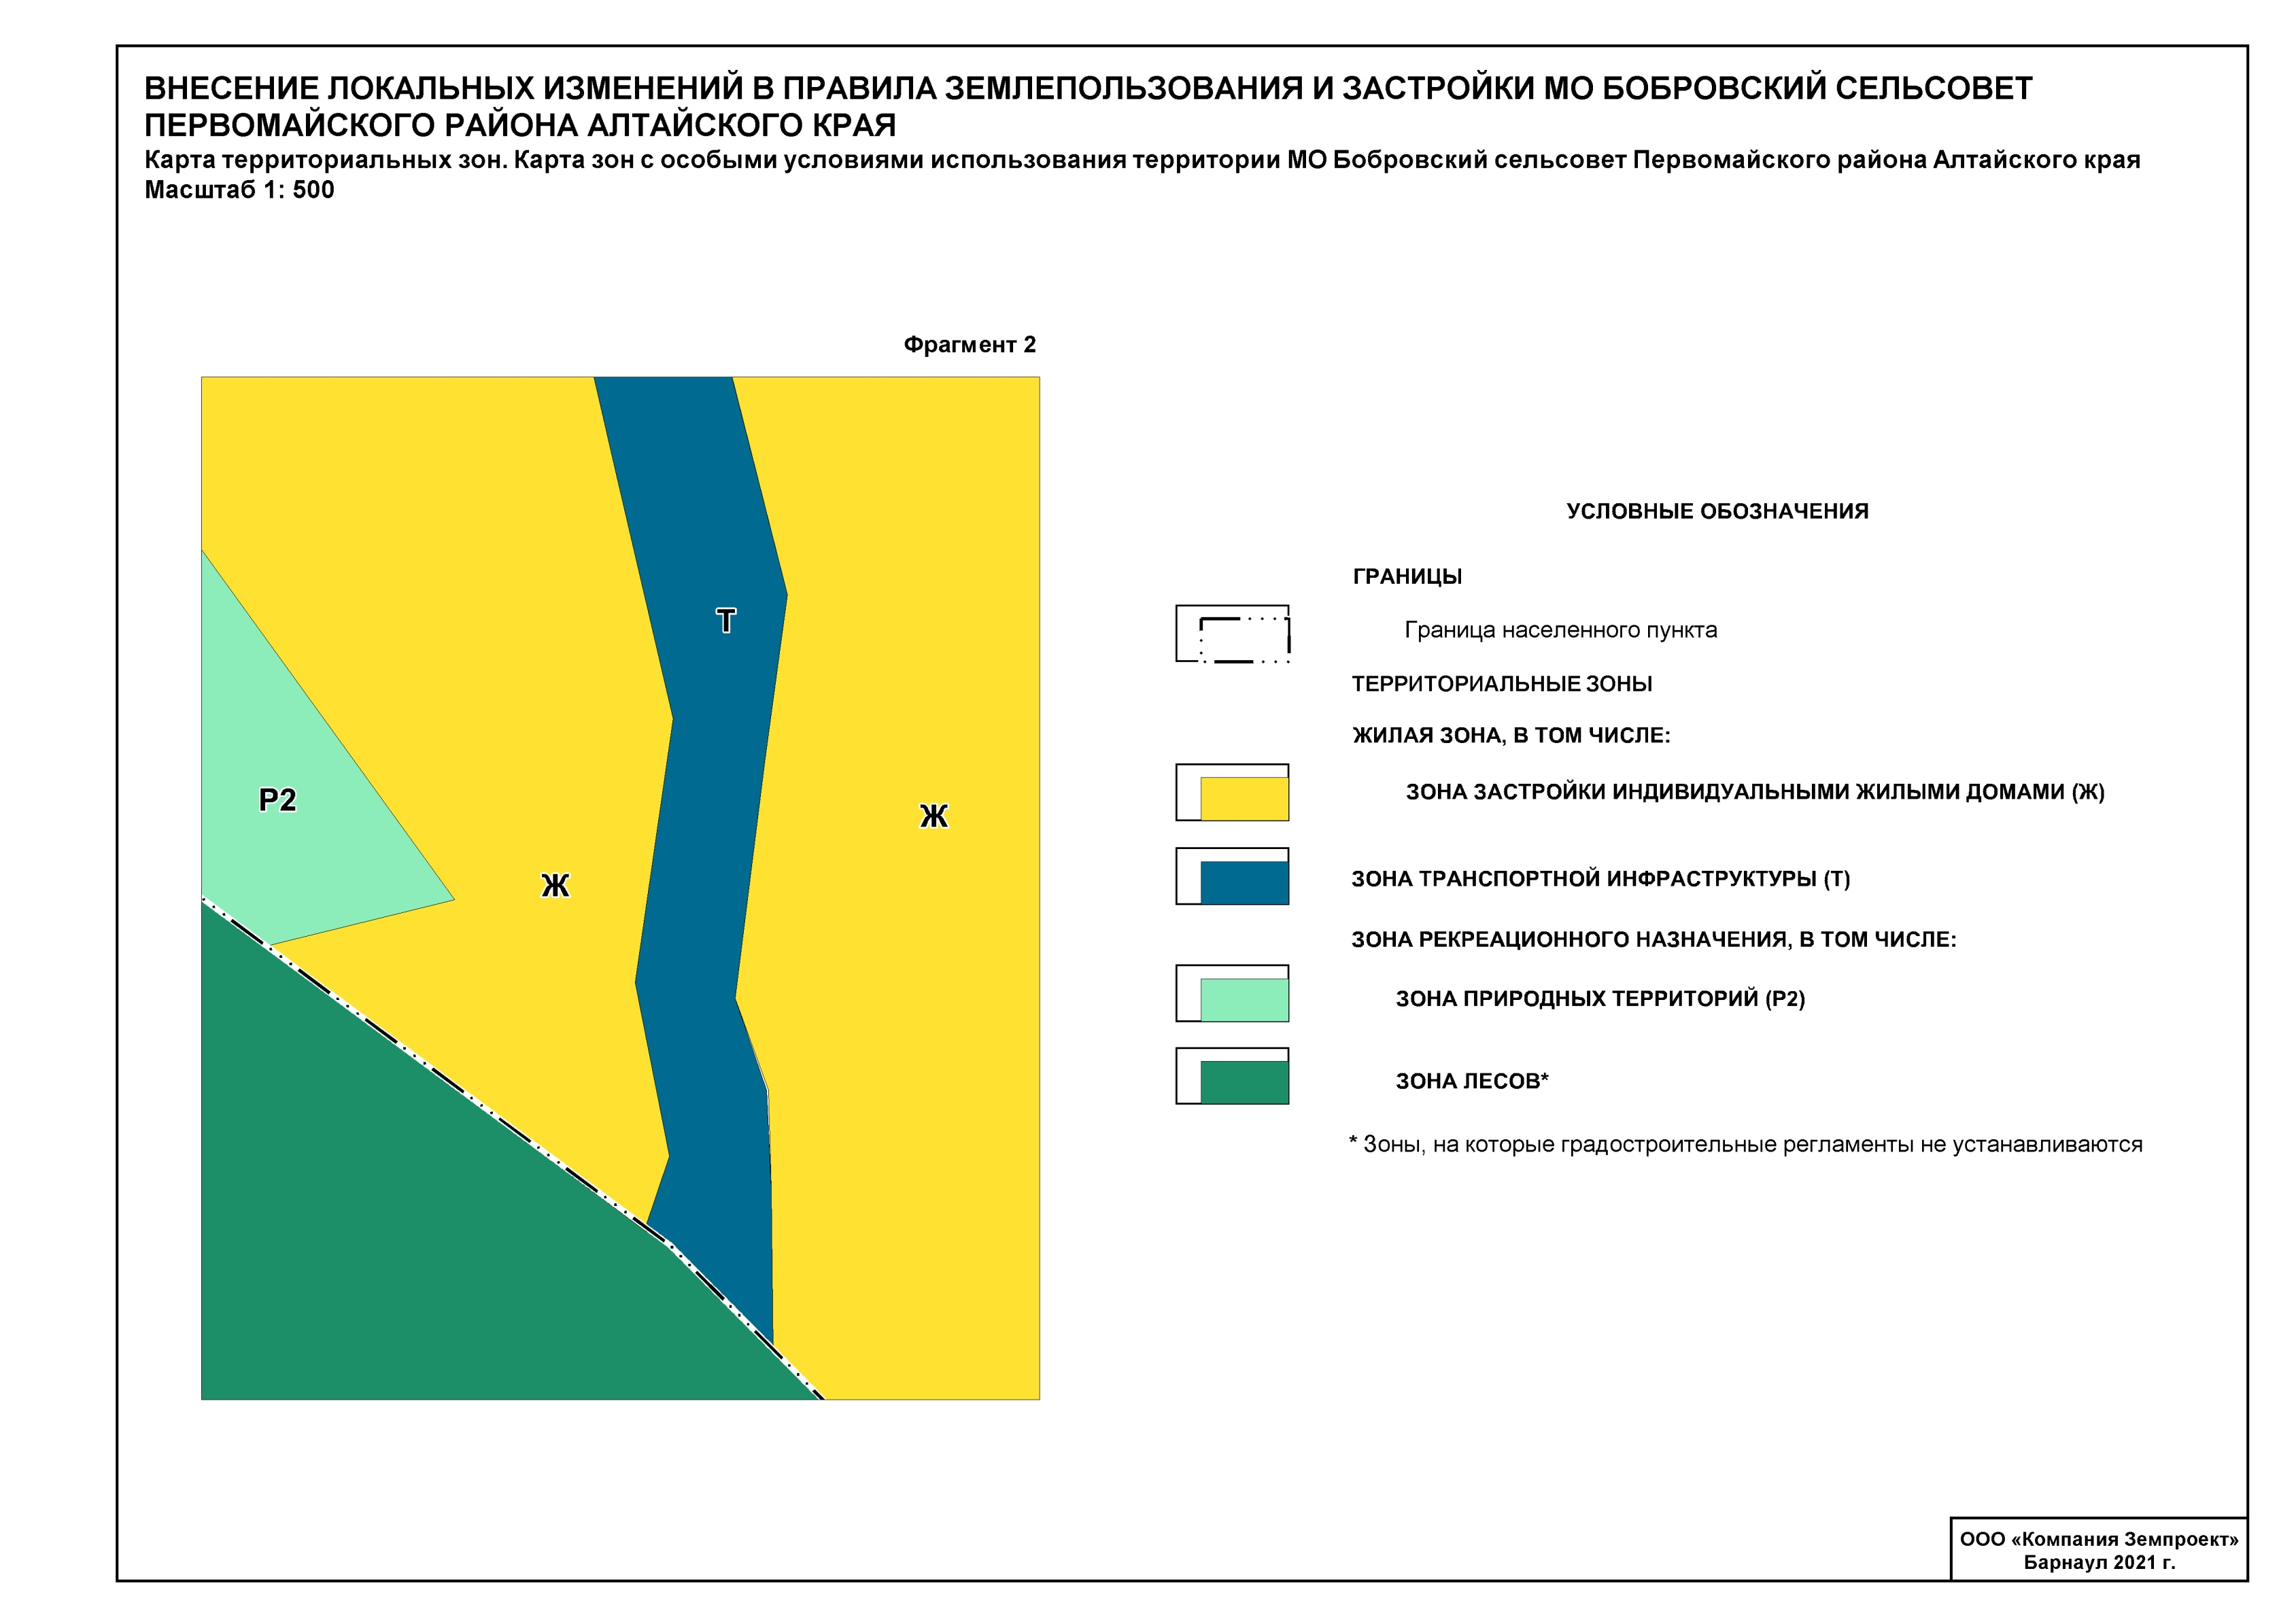 ВНЕСЕНИЕ ЛОКАЛЬНЫХ ИЗМЕНЕНИЙ В ПРАВИЛА ЗЕМЛЕПОЛЬЗОВАНИЯ И ЗАСТРОЙКИ МО БОБРОВСКИЙ СЕЛЬСОВЕТ
ПЕРВОМАЙСКОГО РАЙОНА АЛТАЙСКОГО КРАЯ
Карта территориальных зон. Карта зон с особыми условиями использования территории МО Бобровский сельсовет Первомайского района Алтайского края
Масштаб 1: 500
Фрагмент 2
Т
Р2
Ж
Ж
УСЛОВНЫЕ ОБОЗНАЧЕНИЯ
ГРАНИЦЫ
Граница населенного пункта
ТЕРРИТОРИАЛЬНЫЕ ЗОНЫ
ЖИЛАЯ ЗОНА, В ТОМ ЧИСЛЕ:
ЗОНА ЗАСТРОЙКИ ИНДИВИДУАЛЬНЫМИ ЖИЛЫМИ ДОМАМИ (Ж)
ЗОНА ТРАНСПОРТНОЙ ИНФРАСТРУКТУРЫ (Т)
ЗОНА РЕКРЕАЦИОННОГО НАЗНАЧЕНИЯ, В ТОМ ЧИСЛЕ:
ЗОНА ПРИРОДНЫХ ТЕРРИТОРИЙ (Р2)
ЗОНА ЛЕСОВ*
* Зоны, на которые градостроительные регламенты не устанавливаются
ООО «Компания Земпроект»
Барнаул 2021 г.